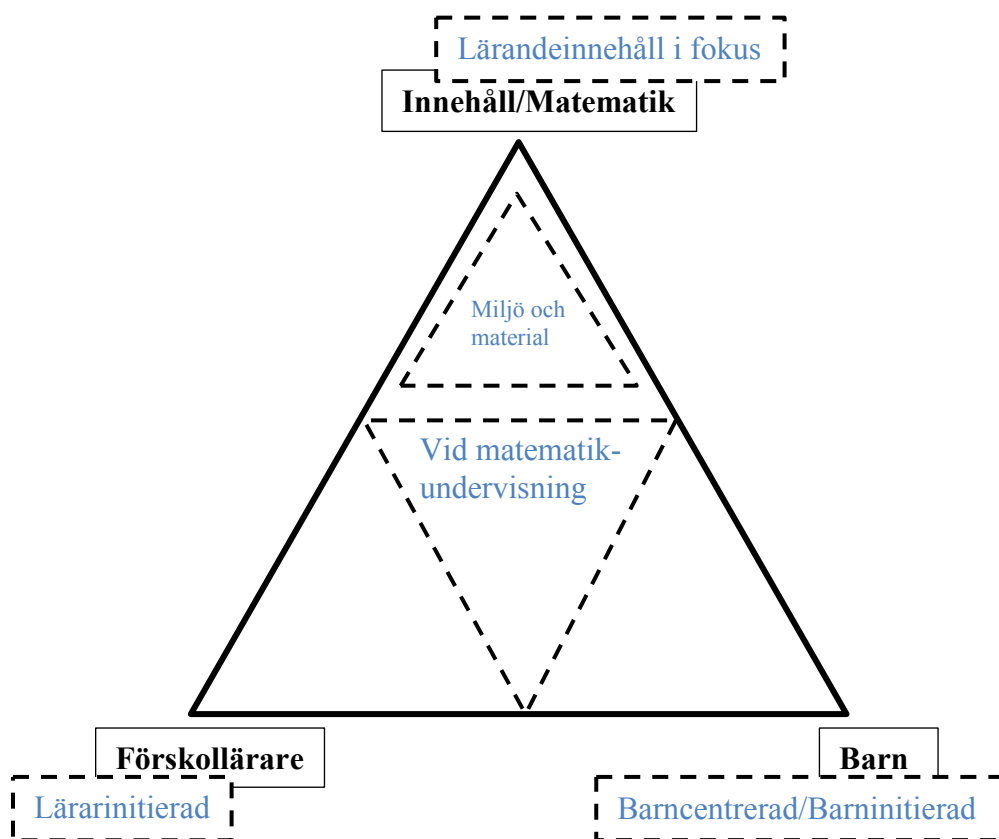 Lärandeinnehåll i fokus
Innehåll/Matematik
Miljö och
material
Vid matematik-
undervisning
Förskollärare
Barn
Lärarinitierad
Barncentrerad/Barninitierad